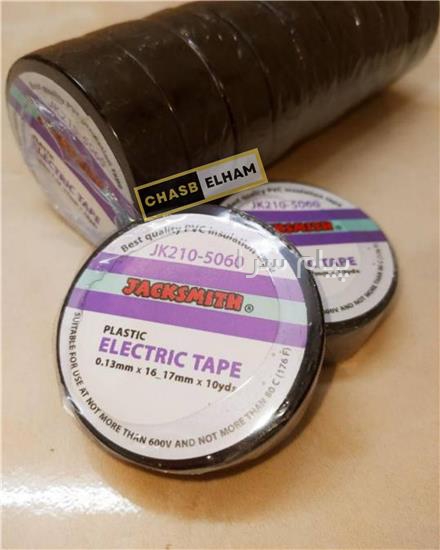 CHASB ELHAM
Best quality PVC insulation
JK210-5060
JACKSMITH®
PLASTIC
ELECTRIC TAPE
0.13mm x 16_17mm x 10yds
SUITABLE FOR USE AT NOT MORE THAN 600V AND NOT MORE THAN 80 C (176 F)
JK210-5060
TAPE
ELECTRIC TAPE